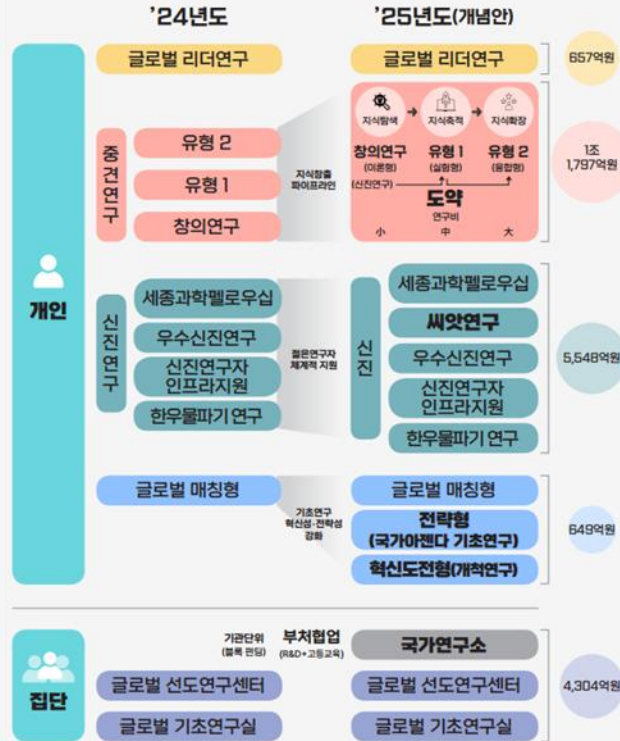 '24년도
'25년도(개념안)
글로벌 리더연구
글로벌 리더연구
657억원
개인
중견연구
유형 2
유형 1
창의연구
지식창출
파이프라인
지식탐색
지식축적
지식확장
창의연구
(이론형)
유형 1
(실험형)
유형 2
(융합형)
(신진연구)
도약
연구비
小
中
大
1조
1,797억원
신진연구
세종과학펠로우십
우수신진연구
신진연구자
인프라지원
한우물파기 연구
젊은연구자
체계적 지원
신진
세종과학펠로우십
씨앗연구
우수신진연구
신진연구자
인프라지원
한우물파기 연구
5,548억원
글로벌 매칭형
기초연구
혁신성·전략성
강화
글로벌 매칭형
전략형
(국가아젠다 기초연구)
혁신도전형(개척연구)
649억원
집단
기관단위
(블록 펀딩)
부처협업
(R&D+고등교육)
국가연구소
글로벌 선도연구센터
글로벌 선도연구센터
글로벌 기초연구실
글로벌 기초연구실
4,304억원